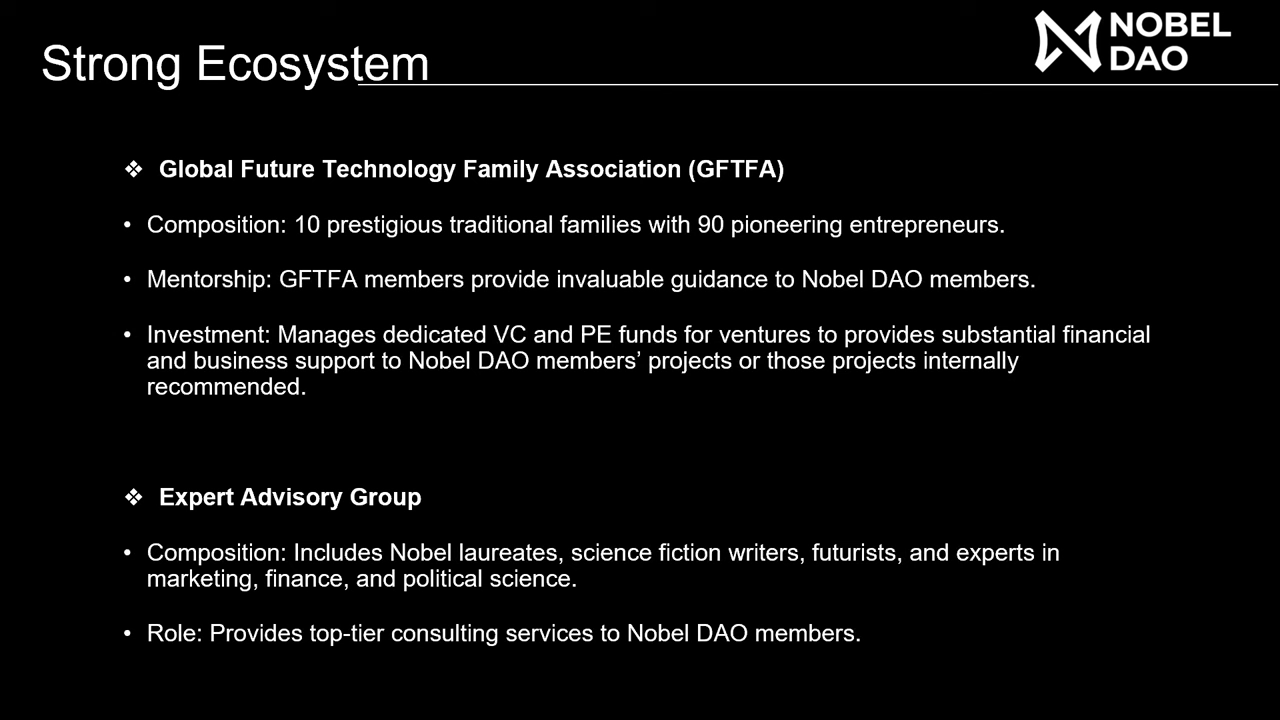 Strong Ecosystem
NOBEL
DAO
❖ Global Future Technology Family Association (GFTFA)
• Composition: 10 prestigious traditional families with 90 pioneering entrepreneurs.
• Mentorship: GFTFA members provide invaluable guidance to Nobel DAO members.
• Investment: Manages dedicated VC and PE funds for ventures to provides substantial financial
and business support to Nobel DAO members’ projects or those projects internally
recommended.
❖ Expert Advisory Group
• Composition: Includes Nobel laureates, science fiction writers, futurists, and experts in
marketing, finance, and political science.
• Role: Provides top-tier consulting services to Nobel DAO members.